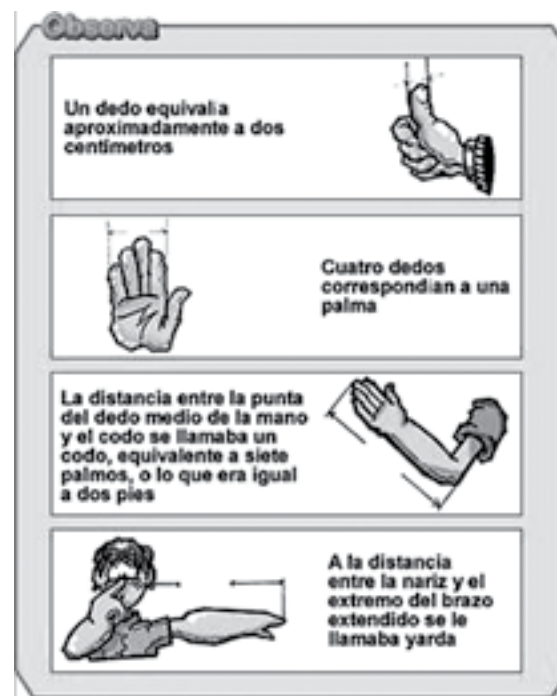 Observa
Un dedo equivalia
aproximadamente a dos
centímetros
Cuatro dedos
correspondian a una
palma
La distancia entre la punta
del dedo medio de la mano
y el codo se llamaba un
codo, equivalente a siete
palmos, o lo que era igual
a dos pies
A la distancia
entre la nariz y el
extremo del brazo
extendido se le
llamaba yarda